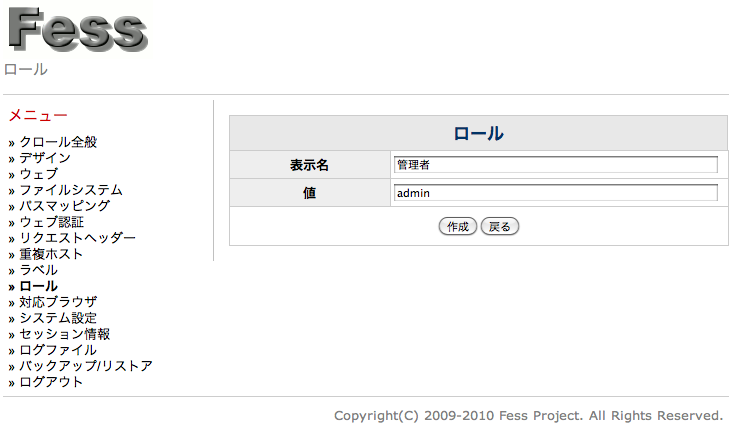 Fess
ロール
メニュー
» クロール全般
» デザイン
» ウェブ
» ファイルシステム
» パスマッピング
» ウェブ認証
» リクエストヘッダー
» 重複ホスト
» ラベル
» ロール
» 対応ブラウザ
» システム設定
» セッション情報
» ログファイル
» バックアップ/リストア
» ログアウト
ロール
表示名 管理者
値 admin
作成 戻る
Copyright(C) 2009-2010 Fess Project. All Rights Reserved.